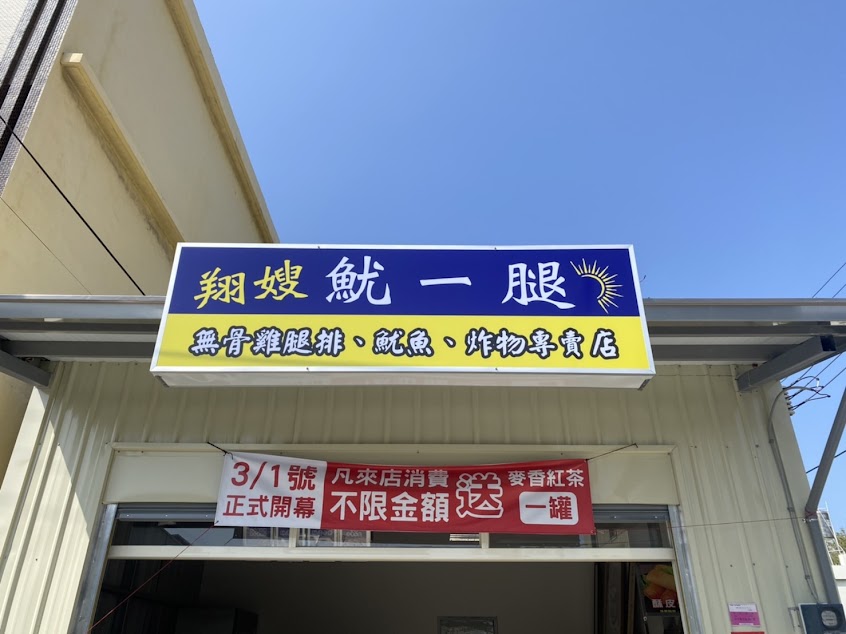 翔嫂 魷一腿
無骨雞腿排、魷魚、炸物專賣店
3/1號 凡來店消費 送 麥香紅茶
正式開幕 不限金額 一罐
酥皮